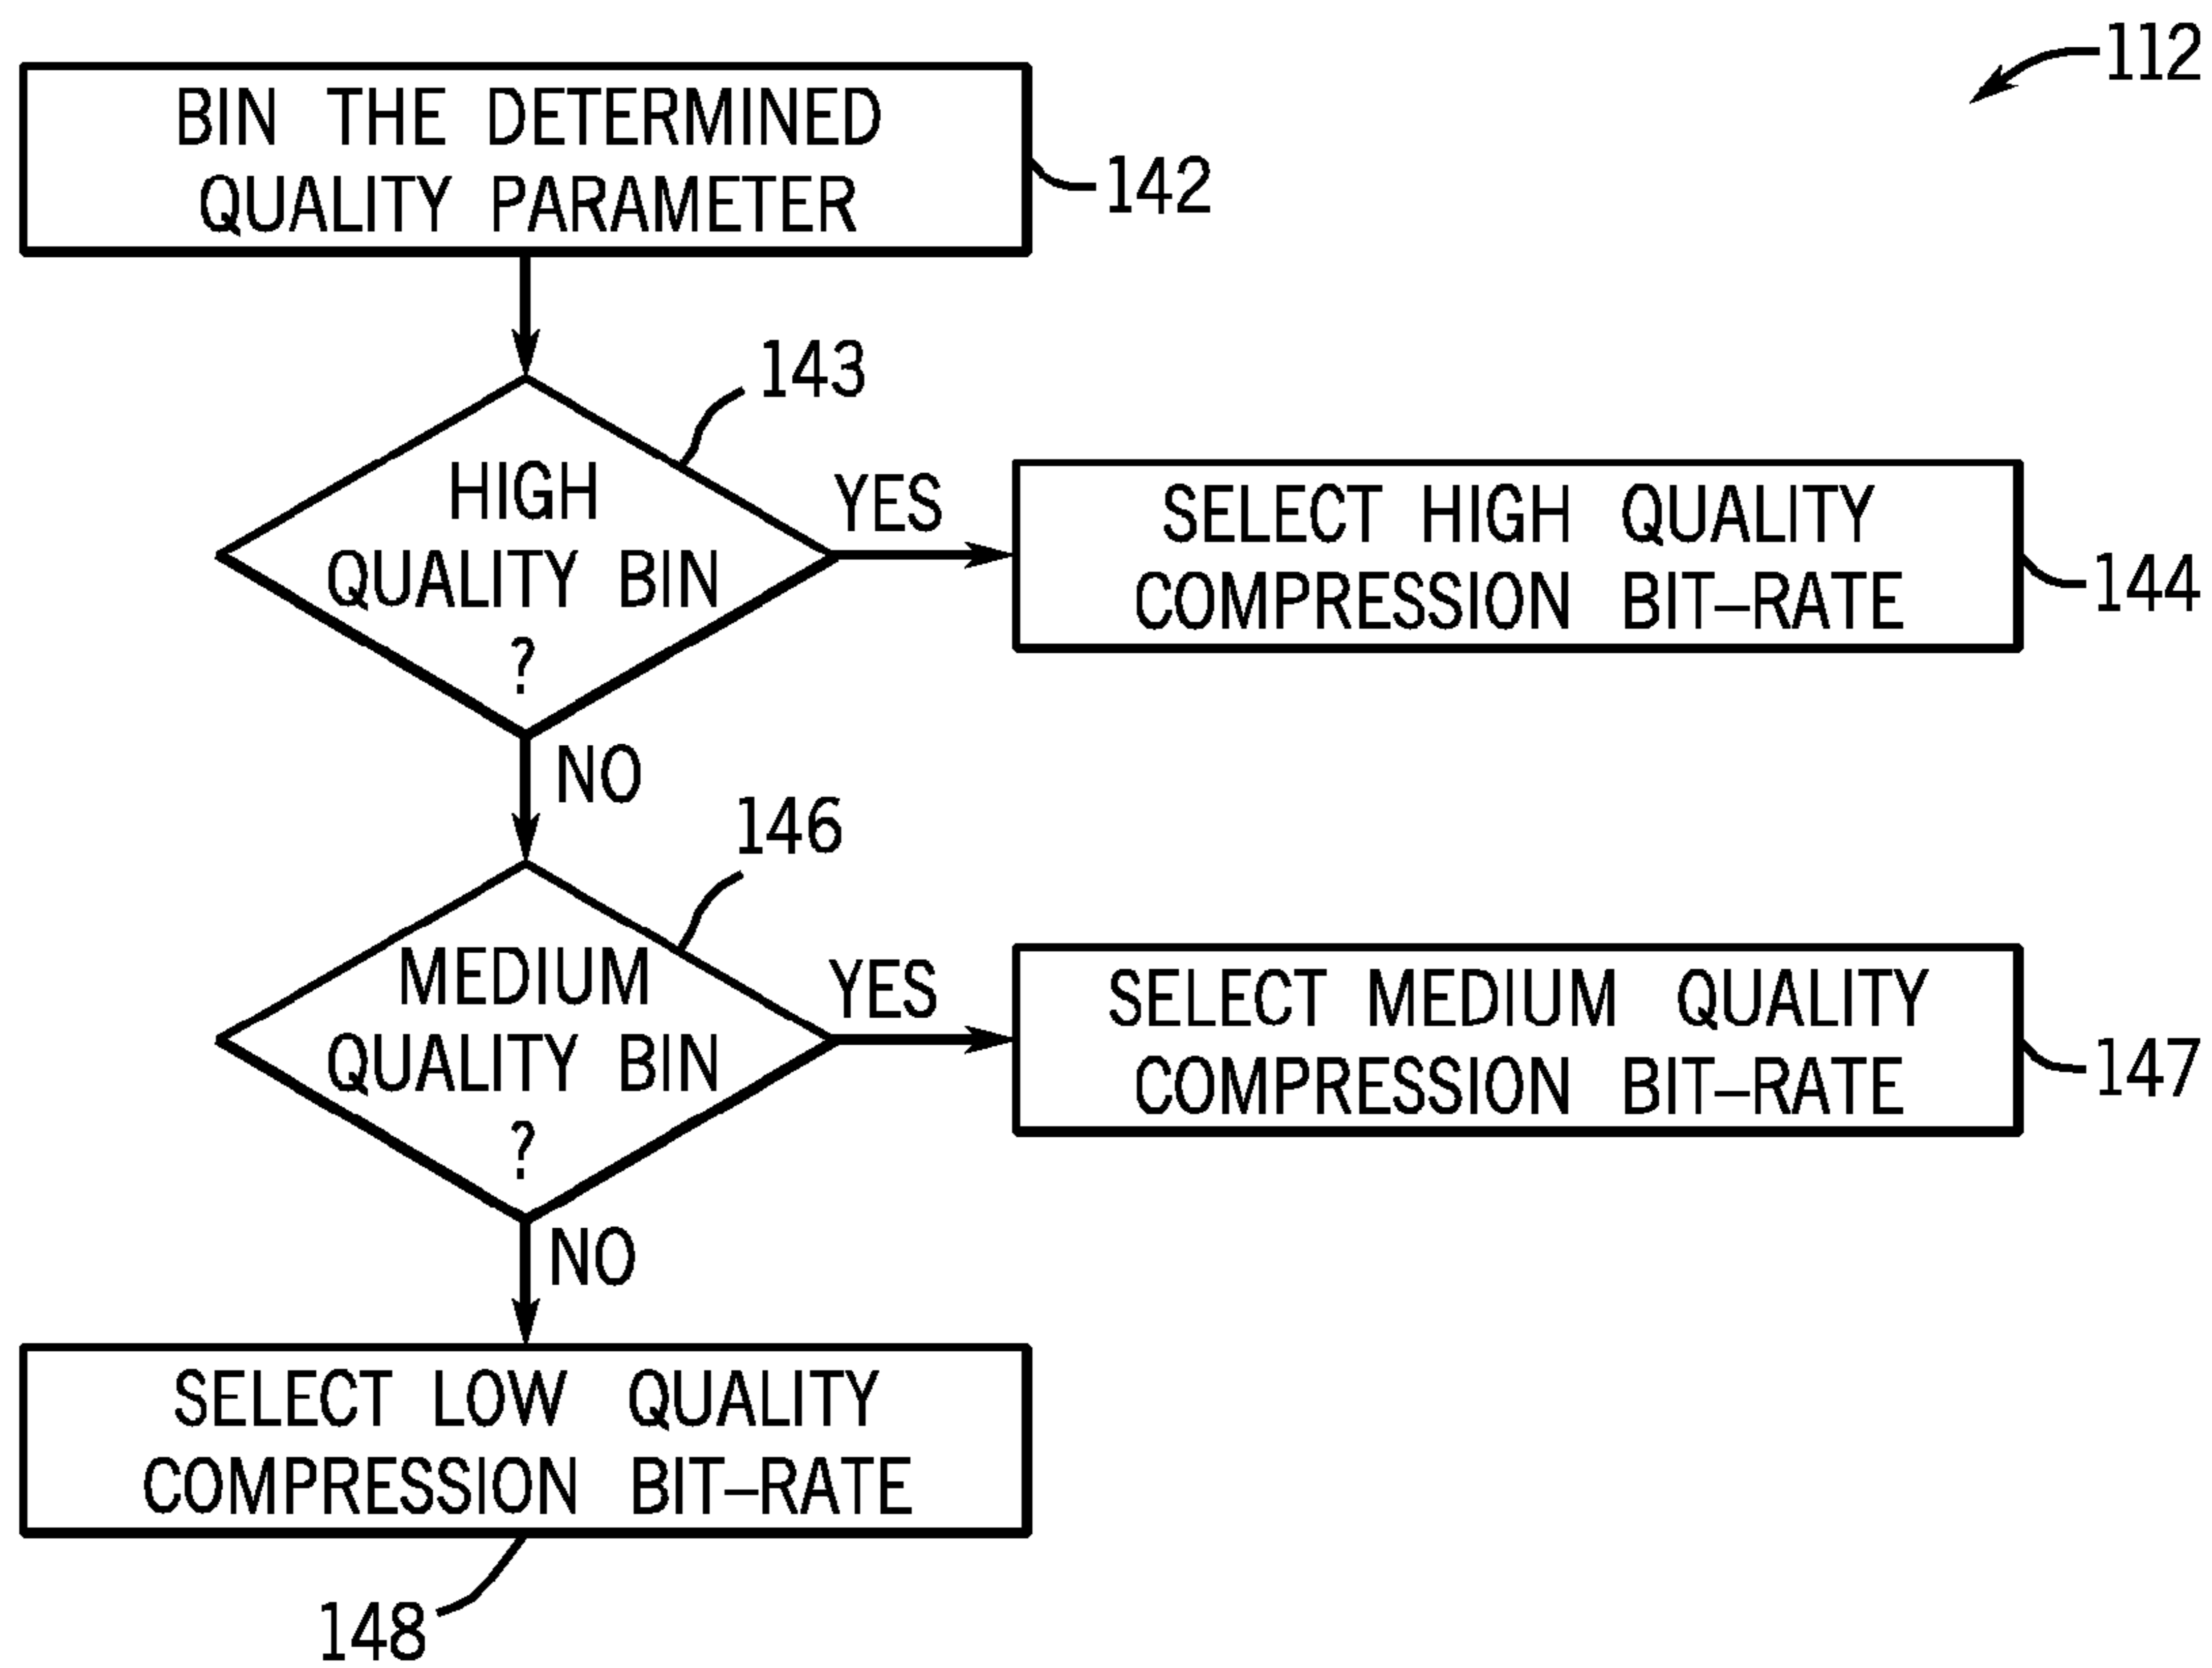 112
BIN THE DETERMINED
QUALITY PARAMETER
142
143
HIGH
QUALITY BIN
?
YES
SELECT HIGH QUALITY
COMPRESSION BIT–RATE
144
NO
146
MEDIUM
QUALITY BIN
?
YES
SELECT MEDIUM QUALITY
COMPRESSION BIT–RATE
147
NO
SELECT LOW QUALITY
COMPRESSION BIT–RATE
148